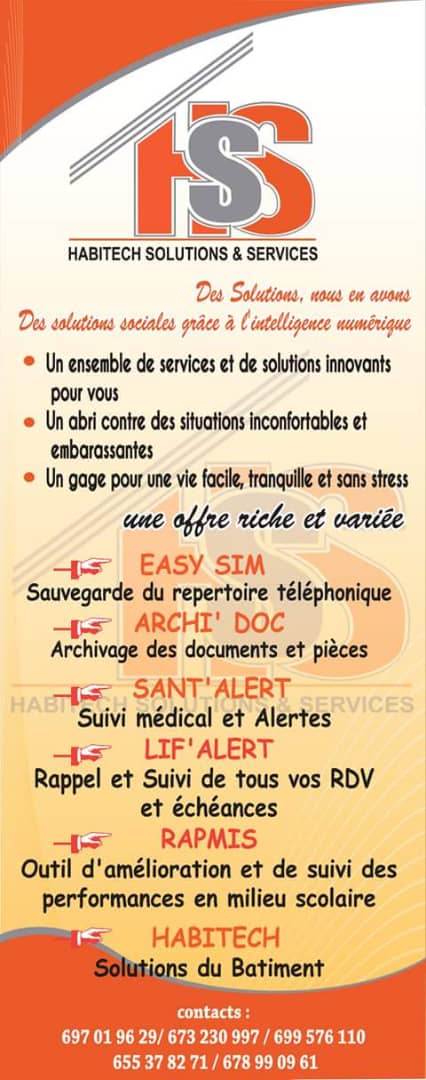 HSS
HABITECH SOLUTIONS & SERVICES
Des Solutions, nous en avons
Des solutions sociales grâce à l'intelligence numérique
• Un ensemble de services et de solutions innovants
pour vous
• Un abri contre des situations inconfortables et
embarassantes
• Un gage pour une vie facile, tranquille et sans stress
une offre riche et variée
EASY SIM
Sauvegarde du repertoire téléphonique
ARCHI' DOC
Archivage des documents et pièces
SANT'ALERT
HABITECH SOLUTIONS & SERVICES
Suivi médical et Alertes
LIF'ALERT
Rappel et Suivi de tous vos RDV
et échéances
RAPMIS
Outil d'amélioration et de suivi des
performances en milieu scolaire
HABITECH
Solutions du Batiment
contacts :
697 01 96 29/ 673 230 997 / 699 576 110
655 37 82 71 / 678 99 09 61